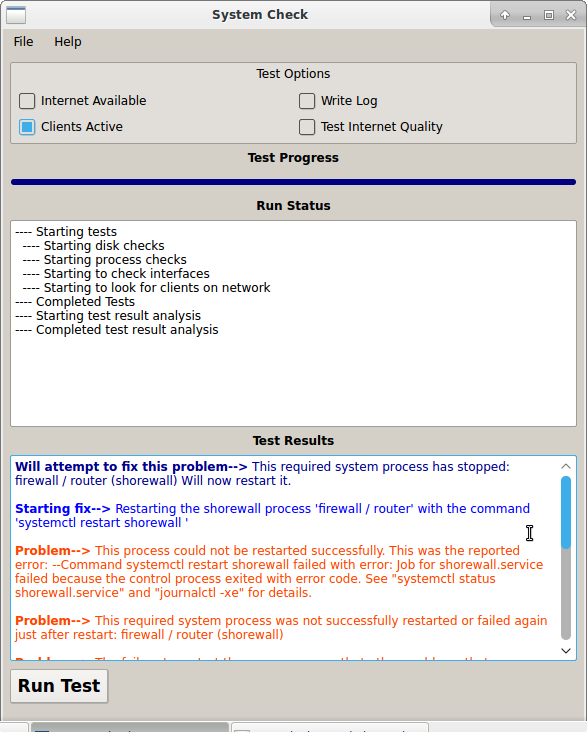 System Check
File Help
Test Options
Internet Available Write Log
Clients Active Test Internet Quality
Test Progress
Run Status
---- Starting tests
---- Starting disk checks
---- Starting process checks
---- Starting to check interfaces
---- Starting to look for clients on network
---- Completed Tests
---- Starting test result analysis
---- Completed test result analysis
Test Results
Will attempt to fix this problem--> This required system process has stopped:
firewall / router (shorewall) Will now restart it.
Starting fix--> Restarting the shorewall process 'firewall / router' with the command
'systemctl restart shorewall '
Problem--> This process could not be restarted successfully. This was the reported
error: --Command systemctl restart shorewall failed with error: Job for shorewall.service
failed because the control process exited with error code. See "systemctl status
shorewall.service" and "journalctl -xe" for details.
Problem--> This required system process was not successfully restarted or failed again
just after restart: firewall / router (shorewall)
Run Test